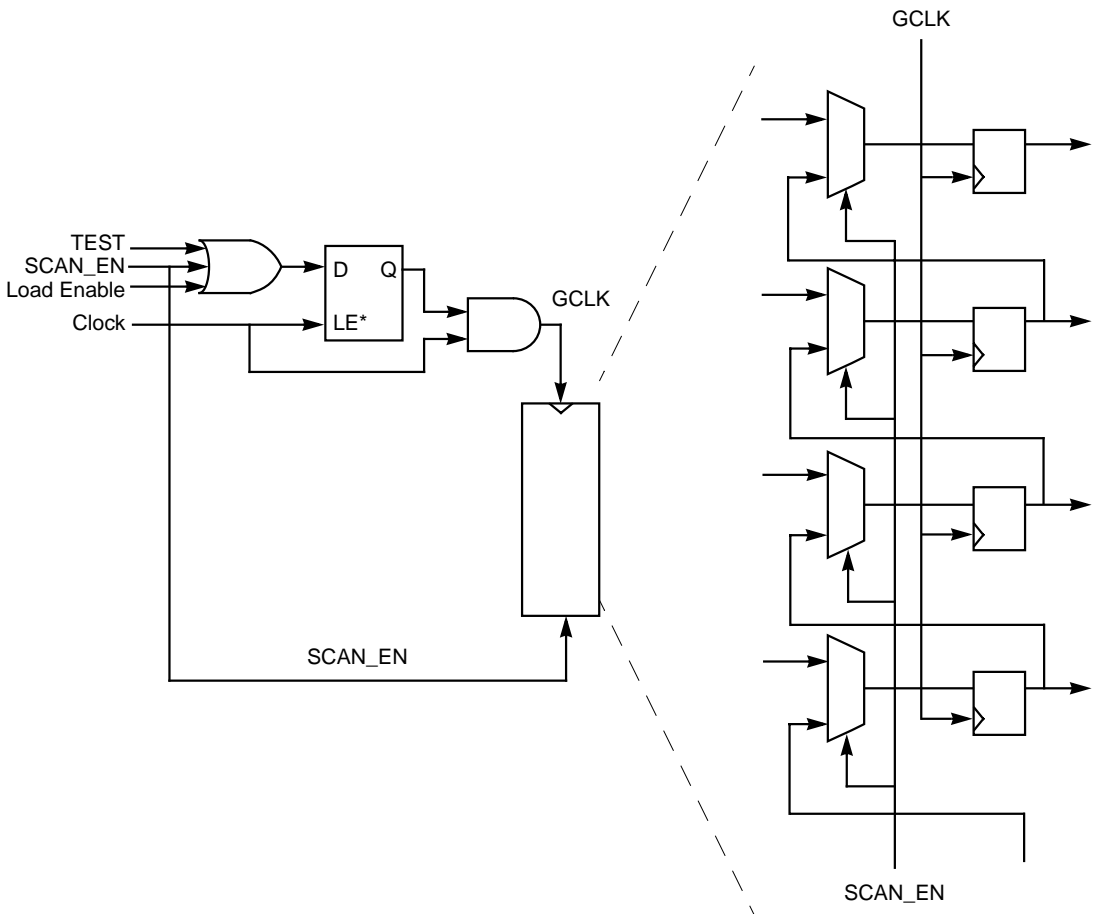 GCLK
TEST
SCAN_EN
Load Enable
Clock
D Q
LE*
GCLK
SCAN_EN
SCAN_EN